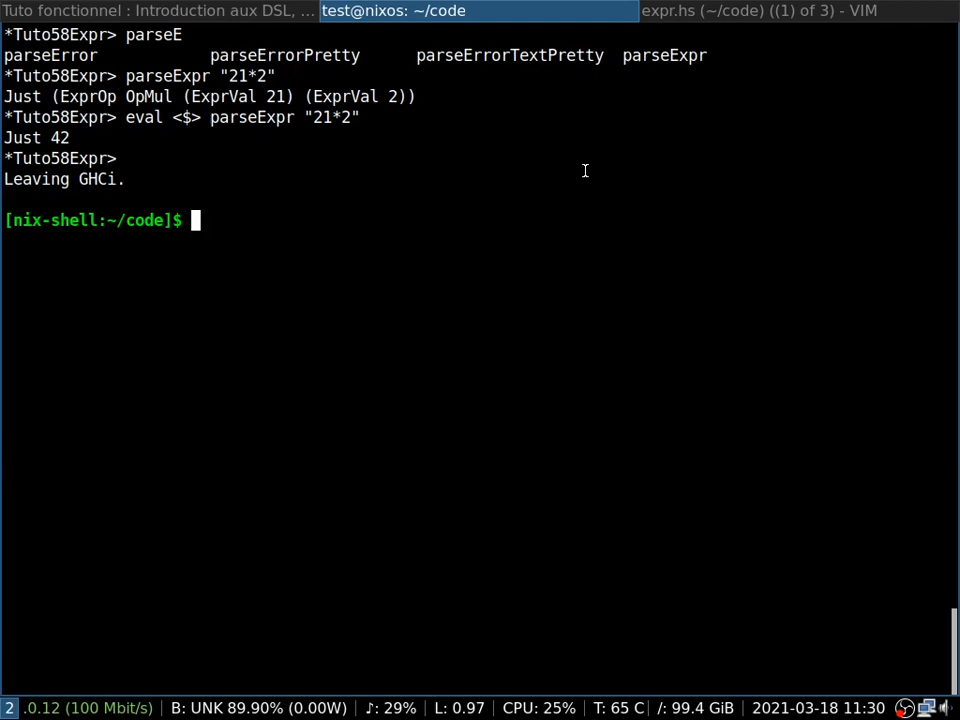 Tuto fonctionnel : Introduction aux DSL, ... test@nixos: ~/code expr.hs (~/code) ((1) of 3) - VIM
*Tuto58Expr> parseE
parseError parseErrorPretty parseErrorTextPretty parseExpr
*Tuto58Expr> parseExpr "21*2"
Just (ExprOp OpMul (ExprVal 21) (ExprVal 2))
*Tuto58Expr> eval <$> parseExpr "21*2"
Just 42
*Tuto58Expr>
Leaving GHCi.
[nix-shell:~/code]$
2 .0.12 (100 Mbit/s) | B: UNK 89.90% (0.00W) | ♪: 29% | L: 0.97 | CPU: 25% | T: 65 C | /: 99.4 GiB | 2021-03-18 11:30